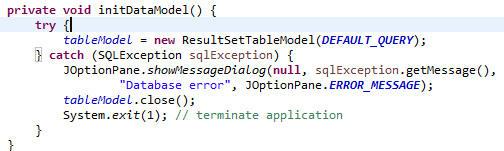 private void initDataModel() {
    try {
        tableModel = new ResultSetTableModel(DEFAULT_QUERY);
    } catch (SQLException sqlException) {
        JOptionPane.showMessageDialog(null, sqlException.getMessage(),
                "Database error", JOptionPane.ERROR_MESSAGE);
        tableModel.close();
        System.exit(1); // terminate application
    }
}